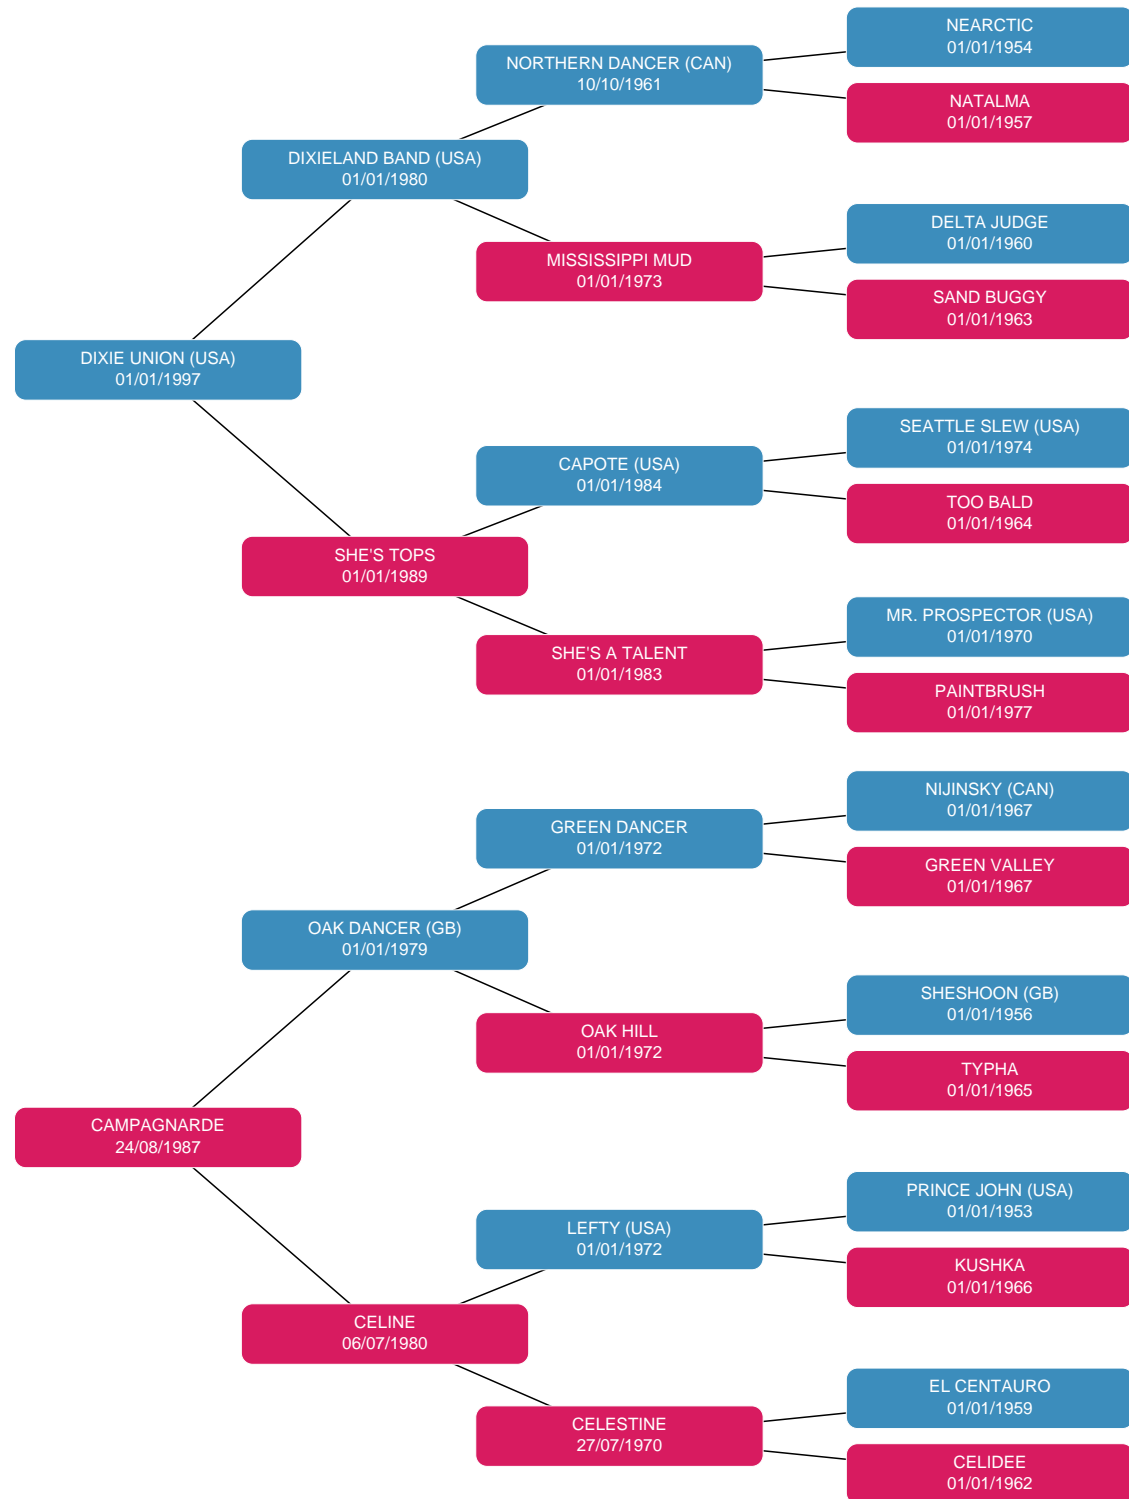 NEARCTIC
01/01/1954
NORTHERN DANCER (CAN)
10/10/1961
NATALMA
01/01/1957
DIXIELAND BAND (USA)
01/01/1980
DELTA JUDGE
01/01/1960
MISSISSIPPI MUD
01/01/1973
SAND BUGGY
01/01/1963
DIXIE UNION (USA)
01/01/1997
SEATTLE SLEW (USA)
01/01/1974
CAPOTE (USA)
01/01/1984
TOO BALD
01/01/1964
SHE'S TOPS
01/01/1989
MR. PROSPECTOR (USA)
01/01/1970
SHE'S A TALENT
01/01/1983
PAINTBRUSH
01/01/1977
NIJINSKY (CAN)
01/01/1967
GREEN DANCER
01/01/1972
GREEN VALLEY
01/01/1967
OAK DANCER (GB)
01/01/1979
SHESHOON (GB)
01/01/1956
OAK HILL
01/01/1972
TYPHA
01/01/1965
CAMPAGNARDE
24/08/1987
PRINCE JOHN (USA)
01/01/1953
LEFTY (USA)
01/01/1972
KUSHKA
01/01/1966
CELINE
06/07/1980
EL CENTAURO
01/01/1959
CELESTINE
27/07/1970
CELIDEE
01/01/1962